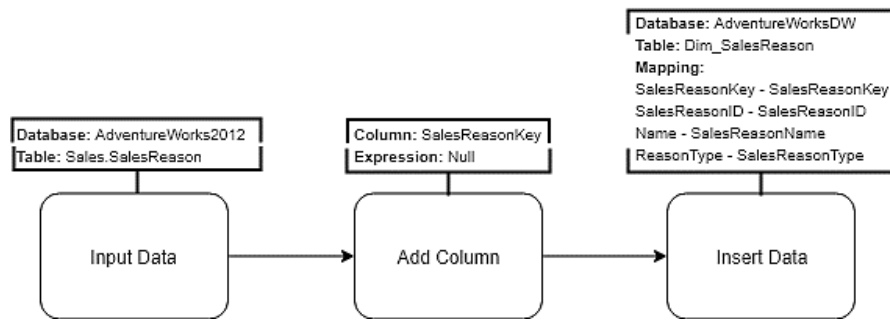 Database: AdventureWorksDW
Table: Dim_SalesReason
Mapping:
SalesReasonKey - SalesReasonKey
SalesReasonID - SalesReasonID
Name - SalesReasonName
ReasonType - SalesReasonType
Database: AdventureWorks2012
Table: Sales.SalesReason
Column: SalesReasonKey
Expression: Null
Input Data
Add Column
Insert Data